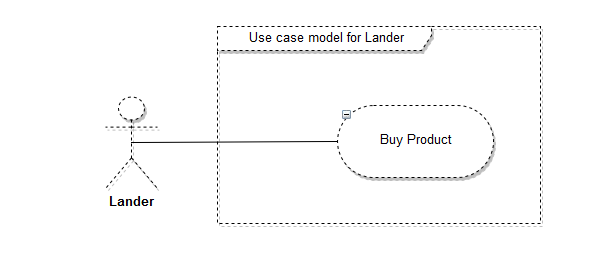 Use case model for Lander
Buy Product
Lander